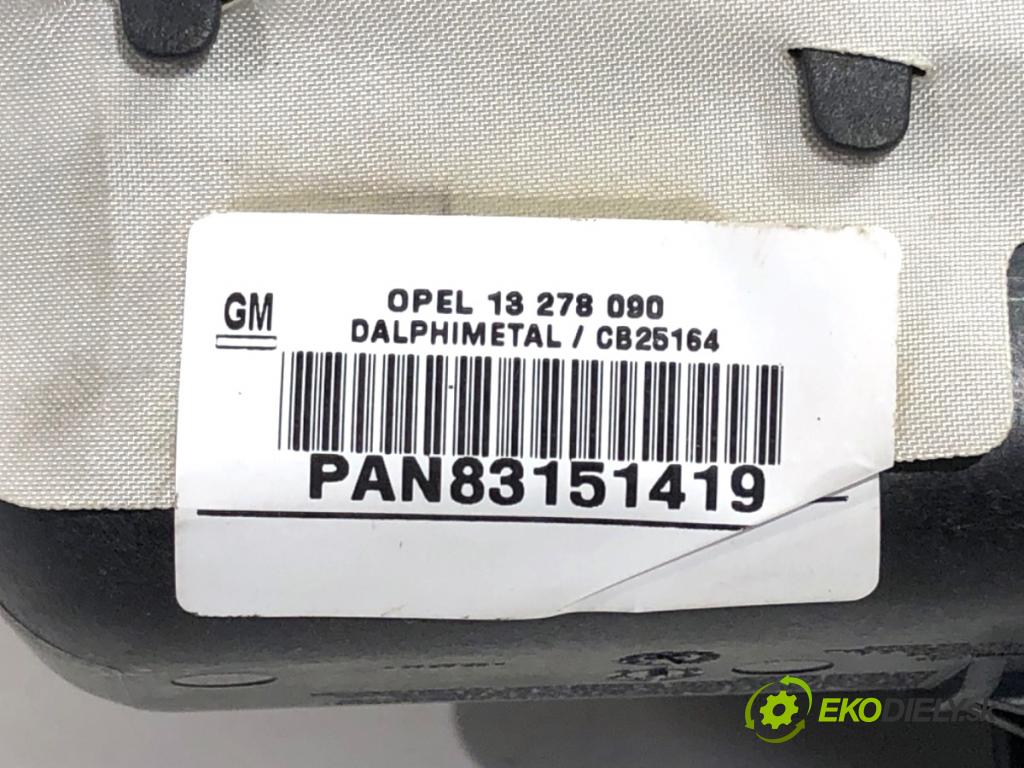 GM
OPEL 13 278 090
DALPHIMETAL / CB25164
PAN83151419
EKODIELY.SK